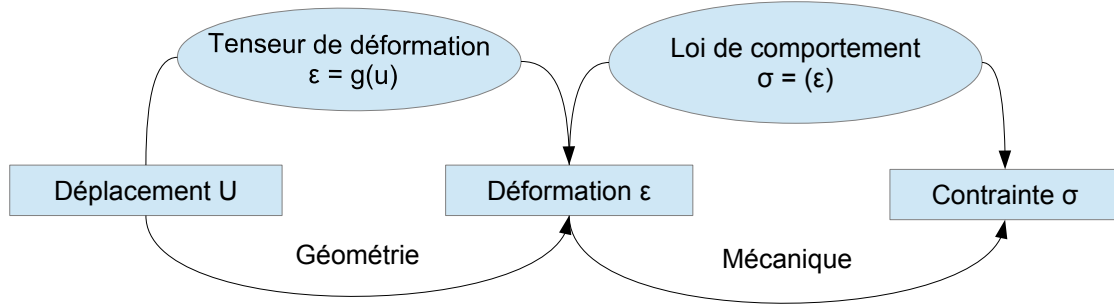 Tenseur de déformation
ε = g(u)
Loi de comportement
σ = (ε)
Déplacement U
Déformation ε
Contrainte σ
Géométrie
Mécanique